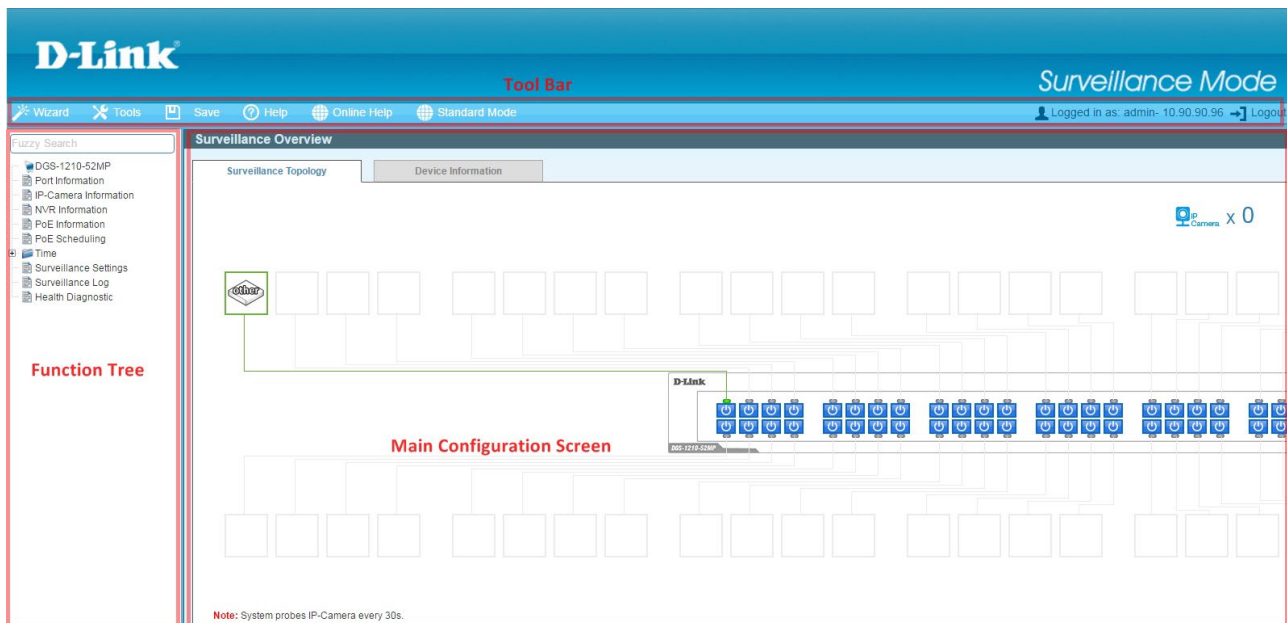 D-Link®
Tool Bar
Surveillance Mode
Wizard Tools Save Help Online Help Standard Mode Logged in as: admin- 10.90.90.96 Logout
Fuzzy Search
Surveillance Overview
DGS-1210-52MP
Port Information
IP-Camera Information
NVR Information
PoE Information
PoE Scheduling
Time
Surveillance Settings
Surveillance Log
Health Diagnostic
Function Tree
Surveillance Topology Device Information
IP Camera x 0
other
D-Link
DGS-1210-52MP
Main Configuration Screen
Note: System probes IP-Camera every 30s.